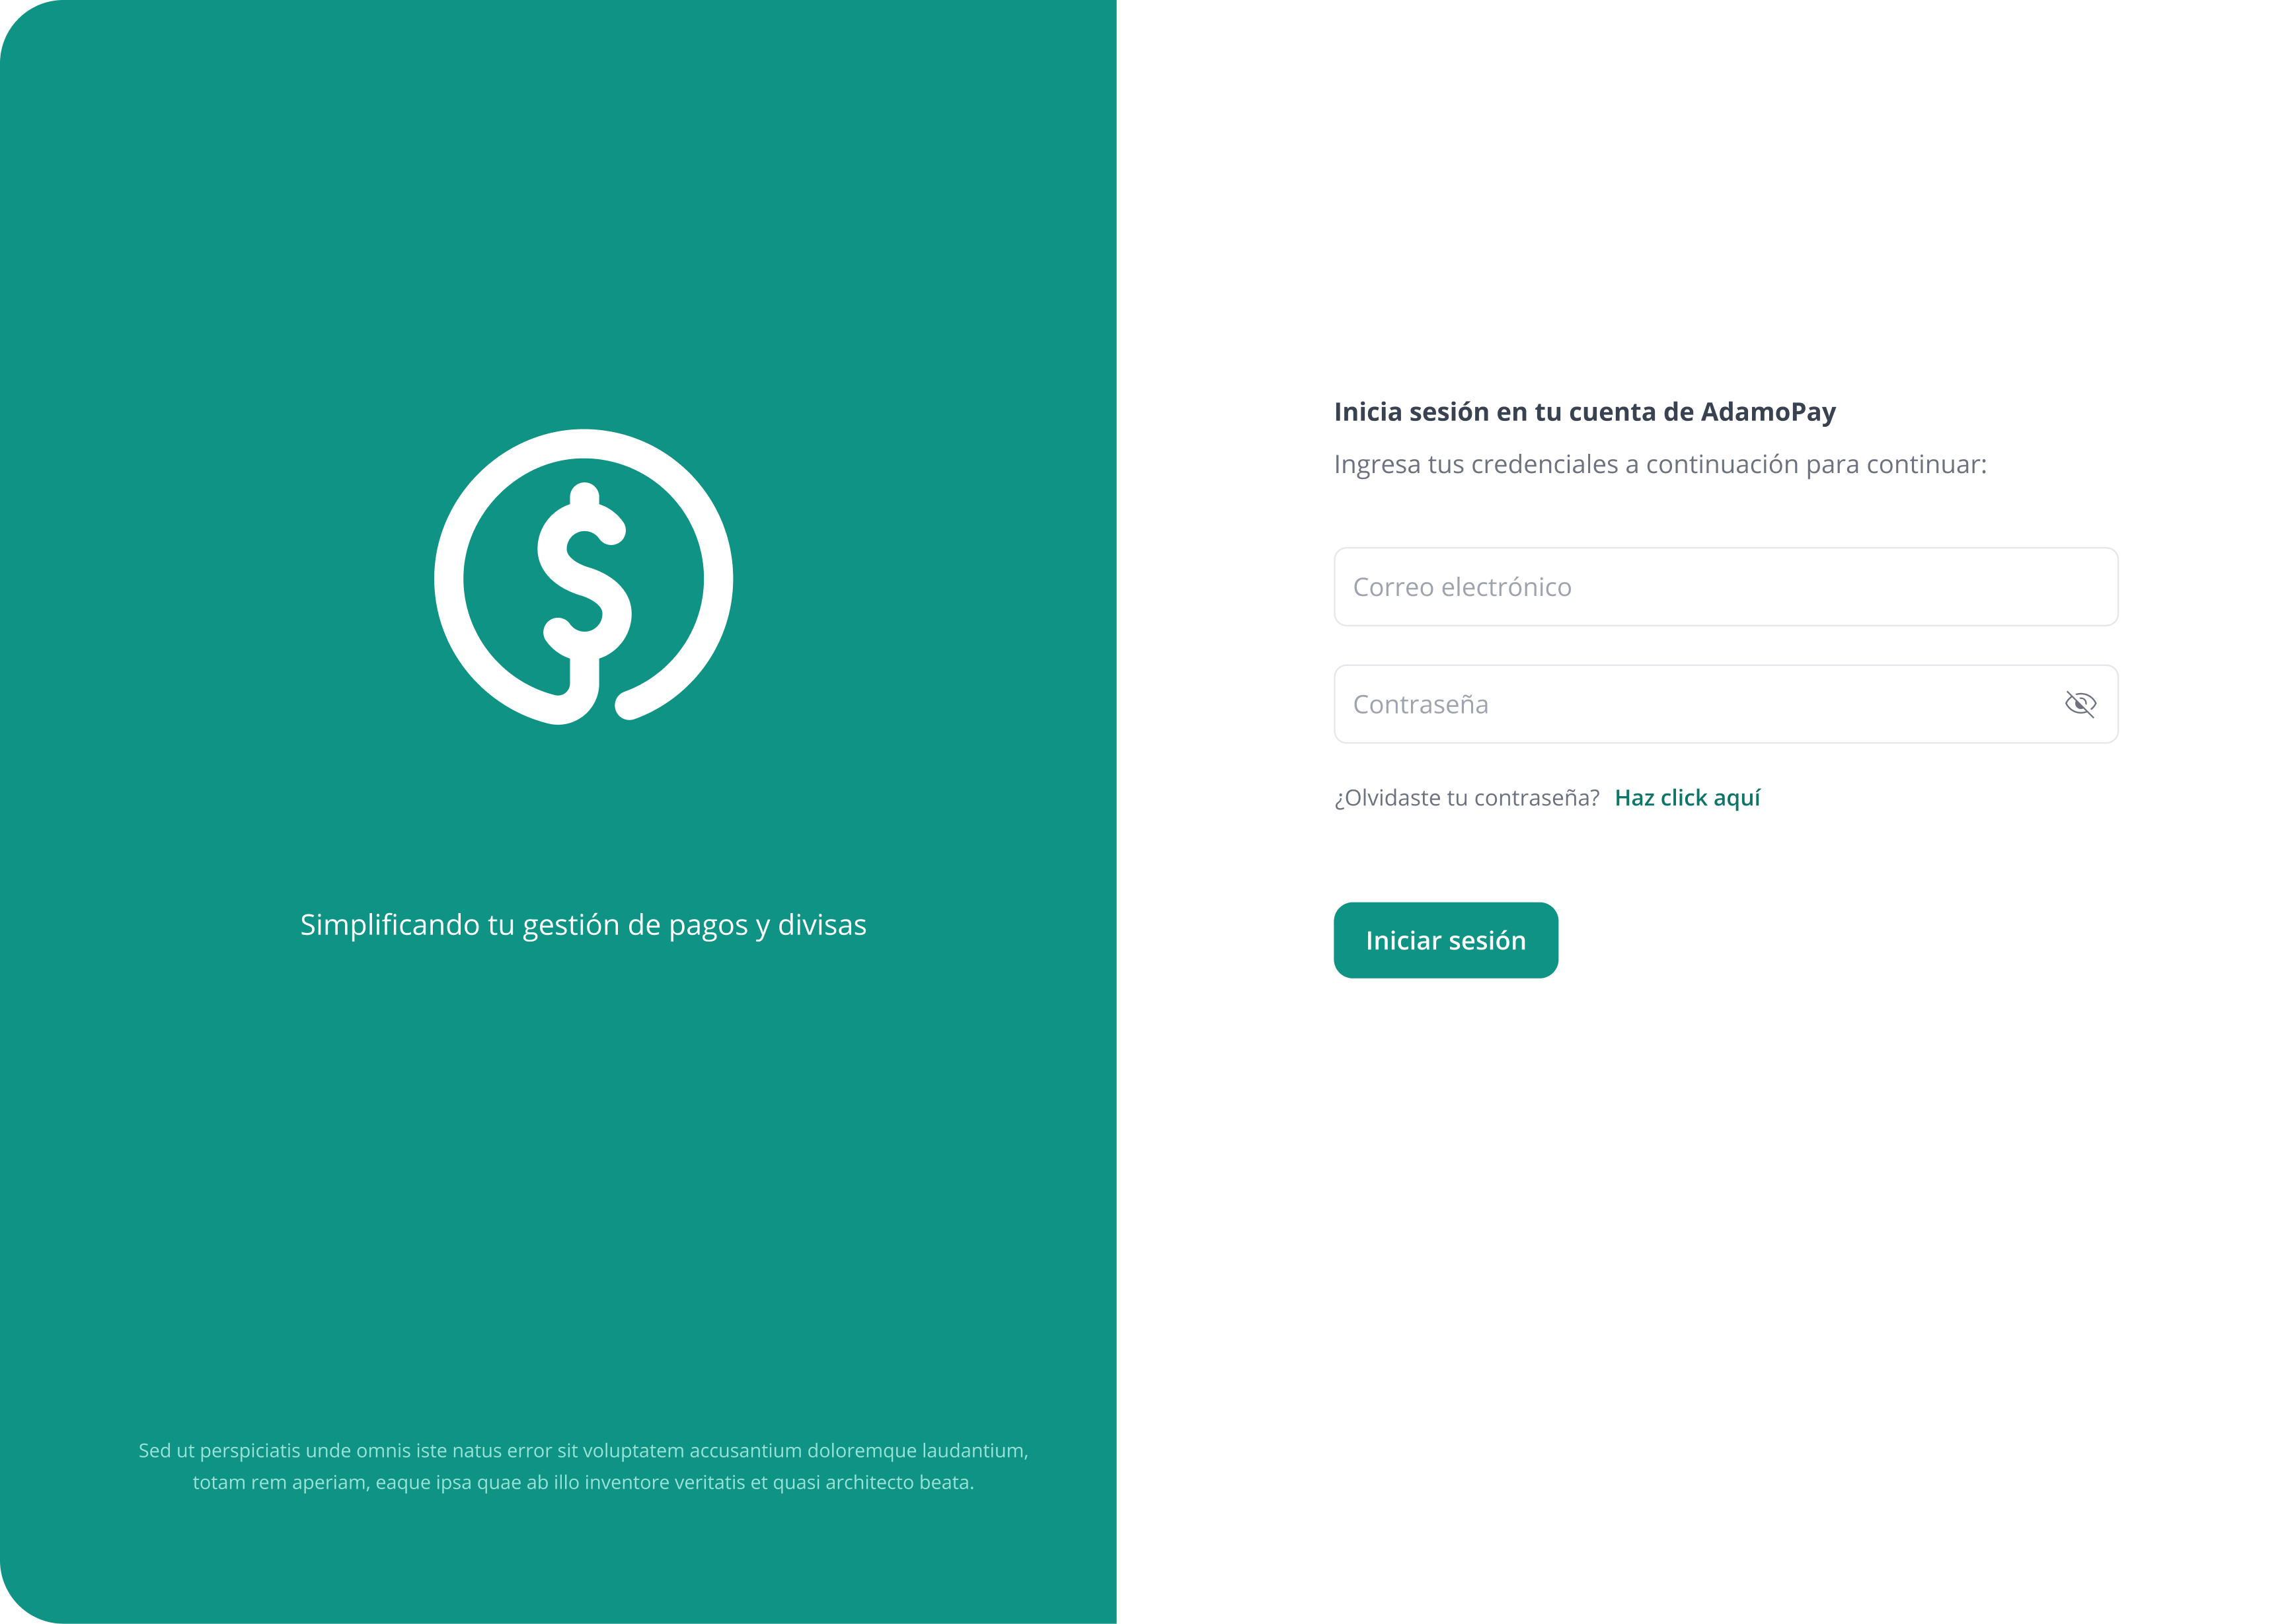 Simplificando tu gestión de pagos y divisas
Sed ut perspiciatis unde omnis iste natus error sit voluptatem accusantium doloremque laudantium,
totam rem aperiam, eaque ipsa quae ab illo inventore veritatis et quasi architecto beata.
Inicia sesión en tu cuenta de AdamoPay
Ingresa tus credenciales a continuación para continuar:
Correo electrónico
Contraseña
¿Olvidaste tu contraseña? Haz click aquí
Iniciar sesión